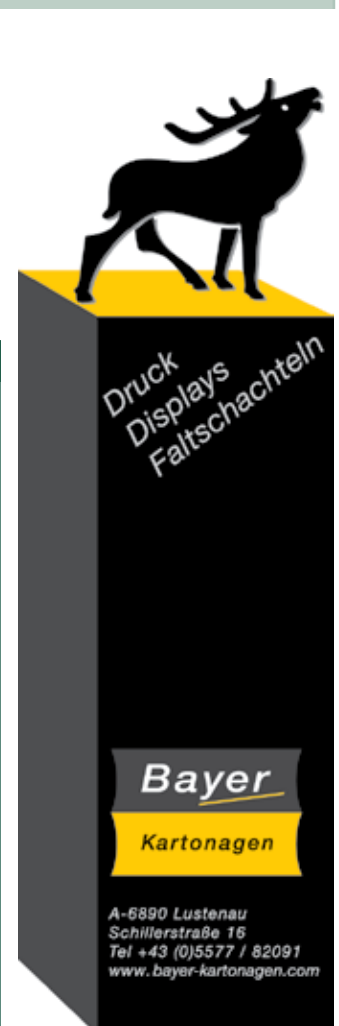 Druck
Displays
Faltschachteln
Bayer
Kartonagen
A-6890 Lustenau
Schillerstraße 16
Tel +43 (0)5577 / 82091
www.bayer-kartonagen.com